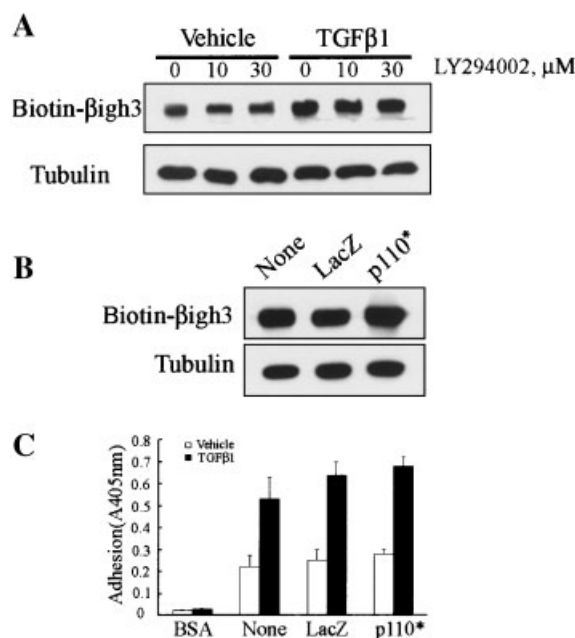 A
Vehicle TGFβ1
0 10 30 0 10 30 LY294002, μM
Biotin-βigh3
Tubulin
B
None LacZ p110*
Biotin-βigh3
Tubulin
C
Vehicle
TGFβ1
Adhesion(A405nm)
0.8
0.7
0.6
0.5
0.4
0.3
0.2
0.1
0
BSA None LacZ p110*